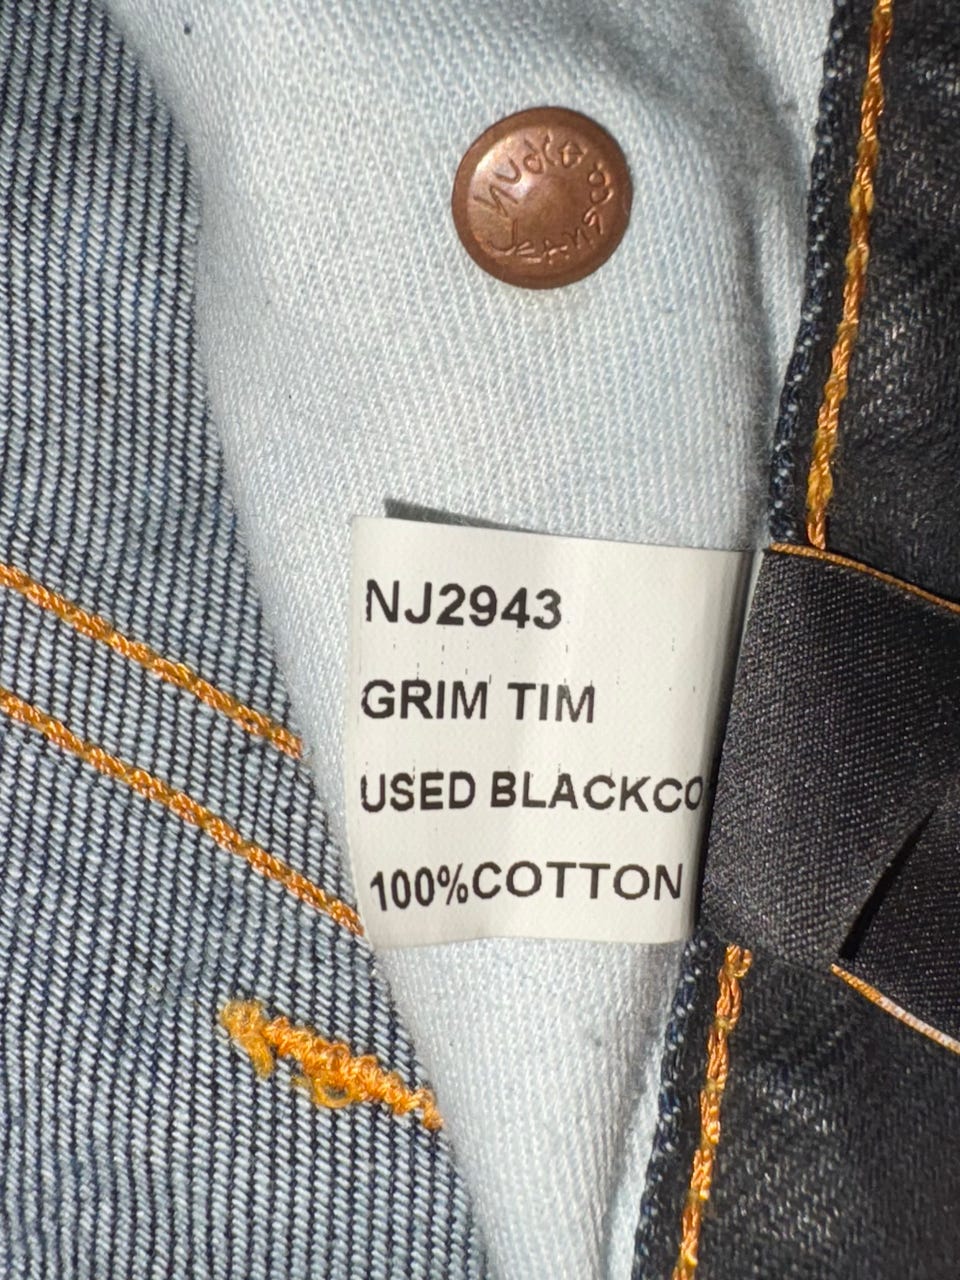 nudie
Jeans co
NJ2943
GRIM TIM
USED BLACKCO
100%COTTON